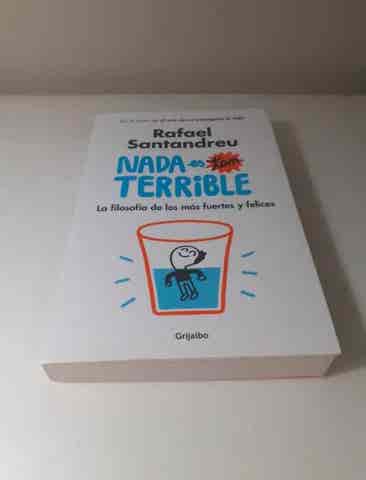 Rafael
Santandreu
NADA es tan
TERRIBLE
La filosofía de los más fuertes y felices
Grijalbo